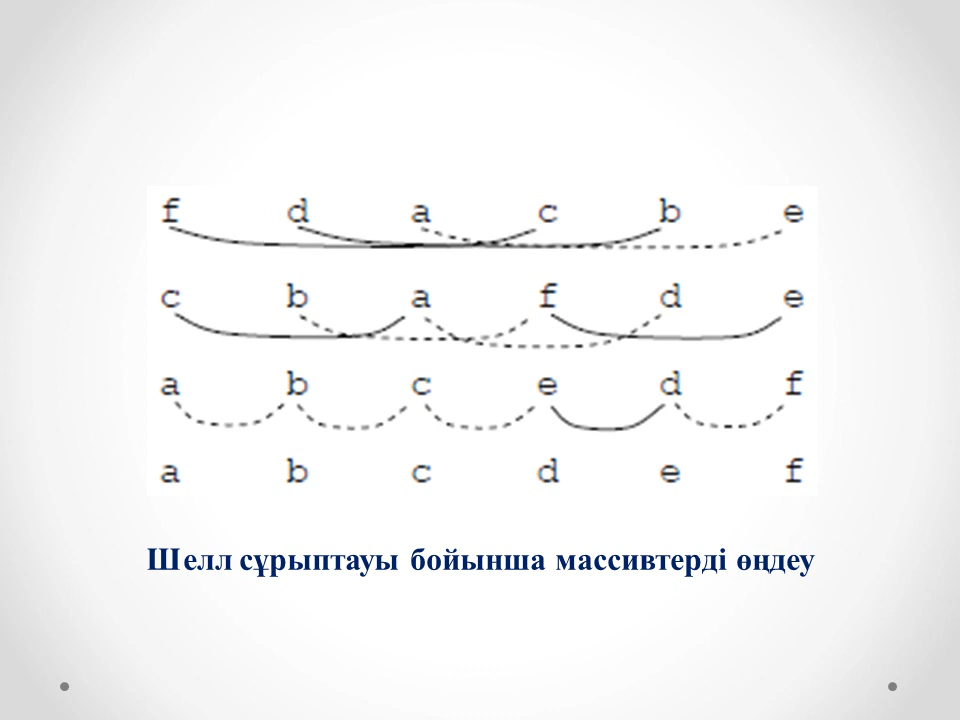 f d a c b e
c b a f d e
a b c e d f
a b c d e f
Шелл сұрыптауы бойынша массивтерді өңдеу